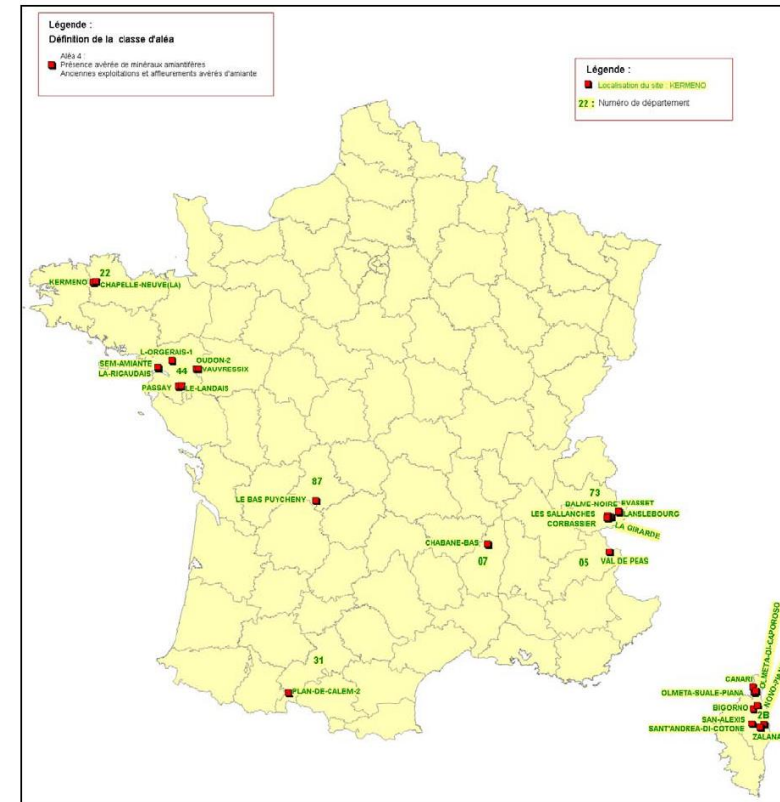 Légende :
Définition de la classe d'aléa
Aléa 4 :
Présence avérée de minéraux amiantifères
Anciennes exploitations et affleurements avérés d'amiante
Légende :
Localisation du site : KERMENO
22 : Numéro de département
22
KERMENO
CHAPELLE-NEUVE(LA)
L-ORGERAIS-1
SEM-AMIANTE
OUDON-2
LA-RIGAUDAIS
44
VAUVRESSIX
PASSAY
LE-LANDAIS
87
LE BAS PUYCHENY
73
BALME-NOIRE
EVASSET
LES SALLANCHES
LANSLEBOURG
CORBASSIER
LA GIRARDE
CHABANE-BAS
07
05
VAL DE PEAS
31
PLAN-DE-CALEM-2
OLMETA-DI-CAPOROSO
CANARI
OLMETA-SUALE-PIANA
BIGORNO
2B
SAN-ALEXIS
SANT'ANDREA-DI-COTONE
ZALANA